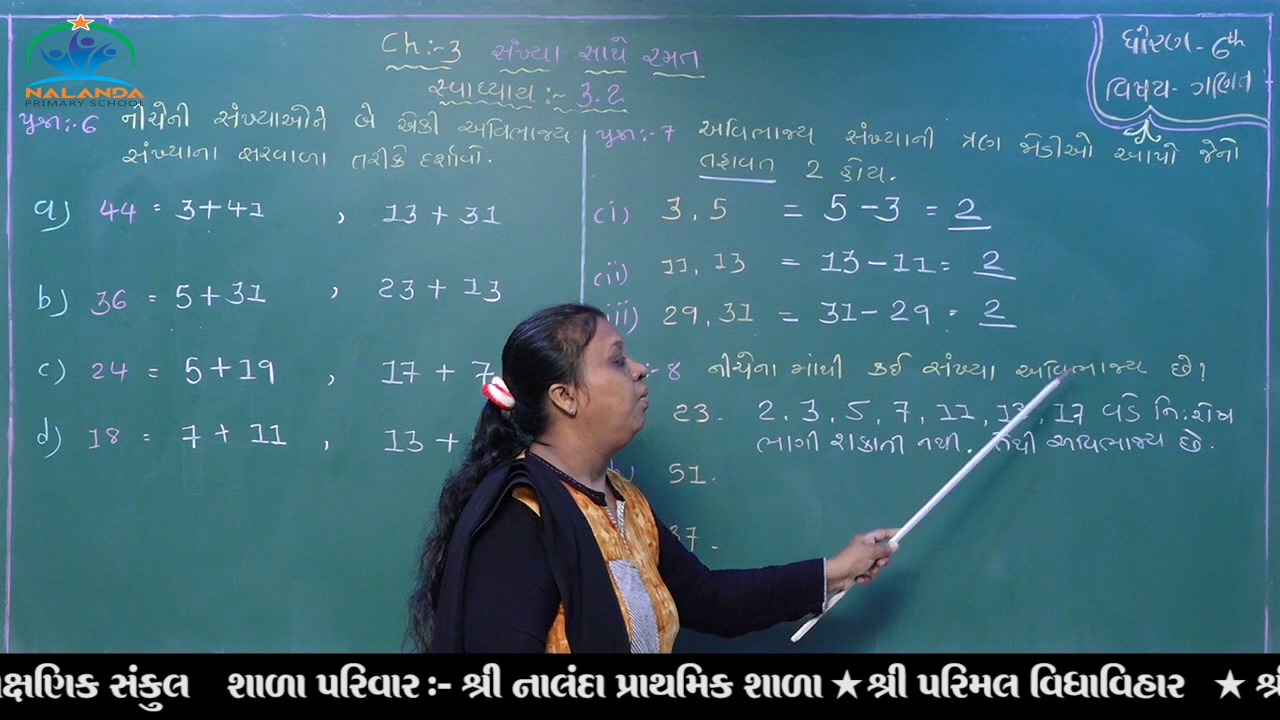 NALANDA
PRIMARY SCHOOL
Ch:-3 સંખ્યા સાથે રમત
સ્વાધ્યાય:- 3.2
ધોરણ - 6th
વિષય - ગણિત
પ્રશ્ન:-6 નીચેની સંખ્યાઓને બે એકી અવિભાજ્ય
સંખ્યાના સરવાળા તરીકે દર્શાવો.
a) 44 = 3+41 , 13 + 31
b) 36 = 5+31 , 23 + 13
c) 24 = 5+19 , 17 + 7
d) 18 = 7 + 11 , 13 +
પ્રશ્ન:-7 અવિભાજ્ય સંખ્યાની ત્રણ જોડીઓ આપો જેનો
તફાવત 2 હોય.
(i) 3, 5 = 5 - 3 = 2
(ii) 11, 13 = 13 - 11 = 2
iii) 29, 31 = 31 - 29 = 2
:-8 નીચેના માંથી કઈ સંખ્યા અવિભાજ્ય છે?
23. 2, 3, 5, 7, 11, 13, 17 વડે નિ:શેષ
ભાગી શકાતી નથી. તેથી અવિભાજ્ય છે.
51.
37.
ક્ષણિક સંકુલ શાળા પરિવાર :- શ્રી નાલંદા પ્રાથમિક શાળા ★ શ્રી પરિમલ વિધાવિહાર ★ શ્રી